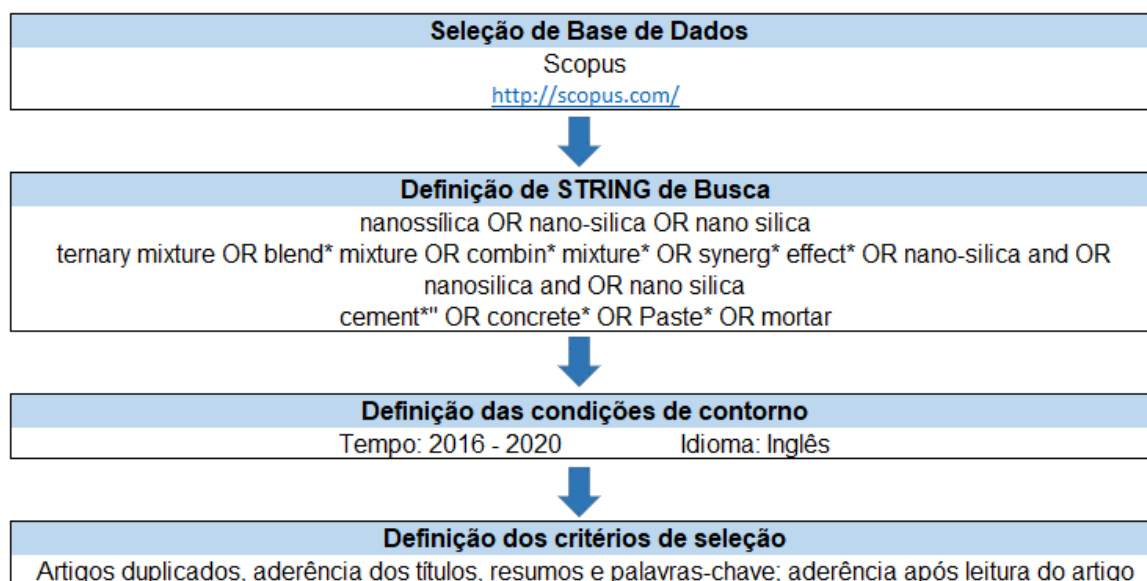 Seleção de Base de Dados
Scopus
http://scopus.com/
Definição de STRING de Busca
nanossílica OR nano-silica OR nano silica
ternary mixture OR blend* mixture OR combin* mixture* OR synerg* effect* OR nano-silica and OR
nanosilica and OR nano silica
cement*" OR concrete* OR Paste* OR mortar
Definição das condições de contorno
Tempo: 2016 - 2020 Idioma: Inglês
Definição dos critérios de seleção
Artigos duplicados, aderência dos títulos, resumos e palavras-chave; aderência após leitura do artigo